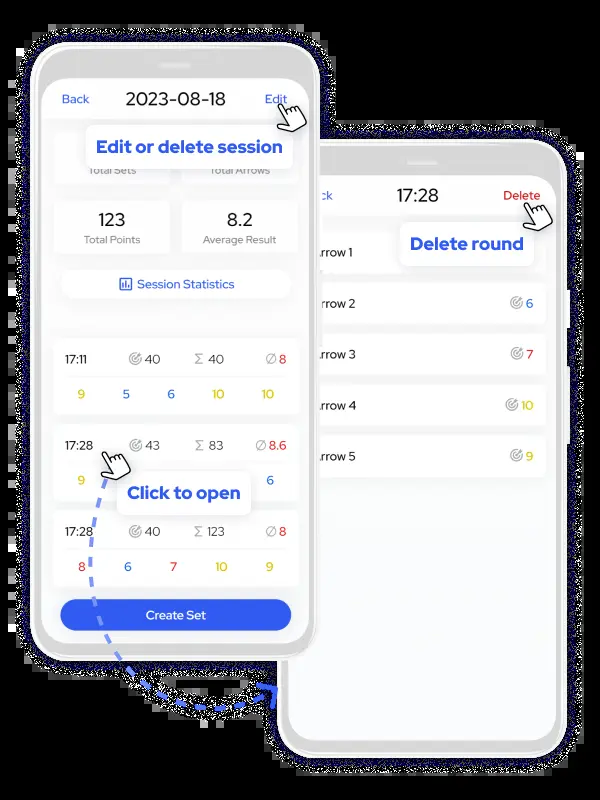 Back 2023-08-18 Edit
Edit or delete session
Total Sets Total Arrows
123 8.2
Total Points Average Result
Session Statistics
17:11 40 Σ 40 ∅ 8
9 5 6 10 10
17:28 43 Σ 83 ∅ 8.6
9 6
Click to open
17:28 40 Σ 123 ∅ 8
8 6 7 10 9
Create Set
ck 17:28 Delete
Delete round
rrow 1
rrow 2 6
rrow 3 7
rrow 4 10
rrow 5 9